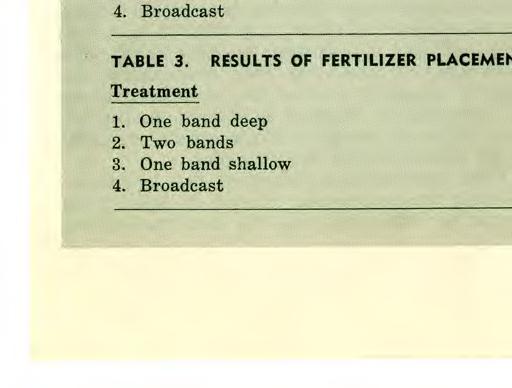 4. Broadcast
TABLE 3. RESULTS OF FERTILIZER
Treatment
1. One band deep
2. Two bands
3. One band shallow
4. Broadcast